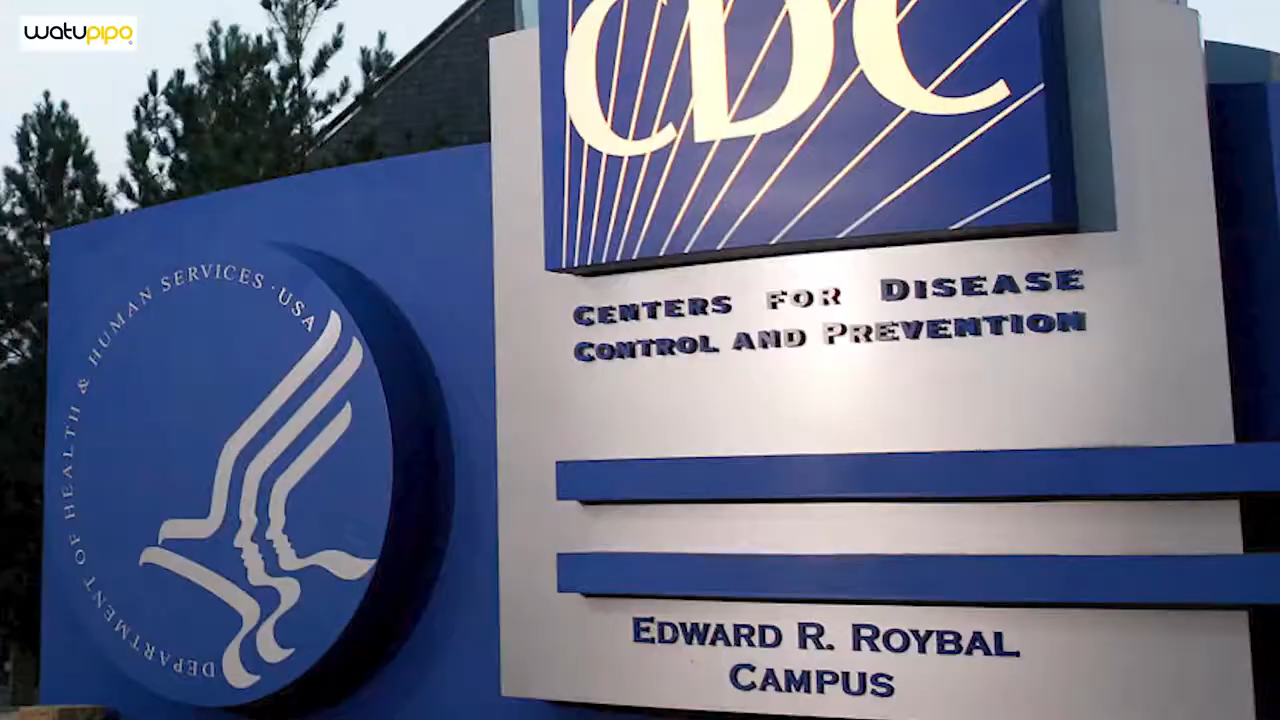 watupipo
CDC
DEPARTMENT OF HEALTH & HUMAN SERVICES · USA
CENTERS FOR DISEASE
CONTROL AND PREVENTION
EDWARD R. ROYBAL
CAMPUS